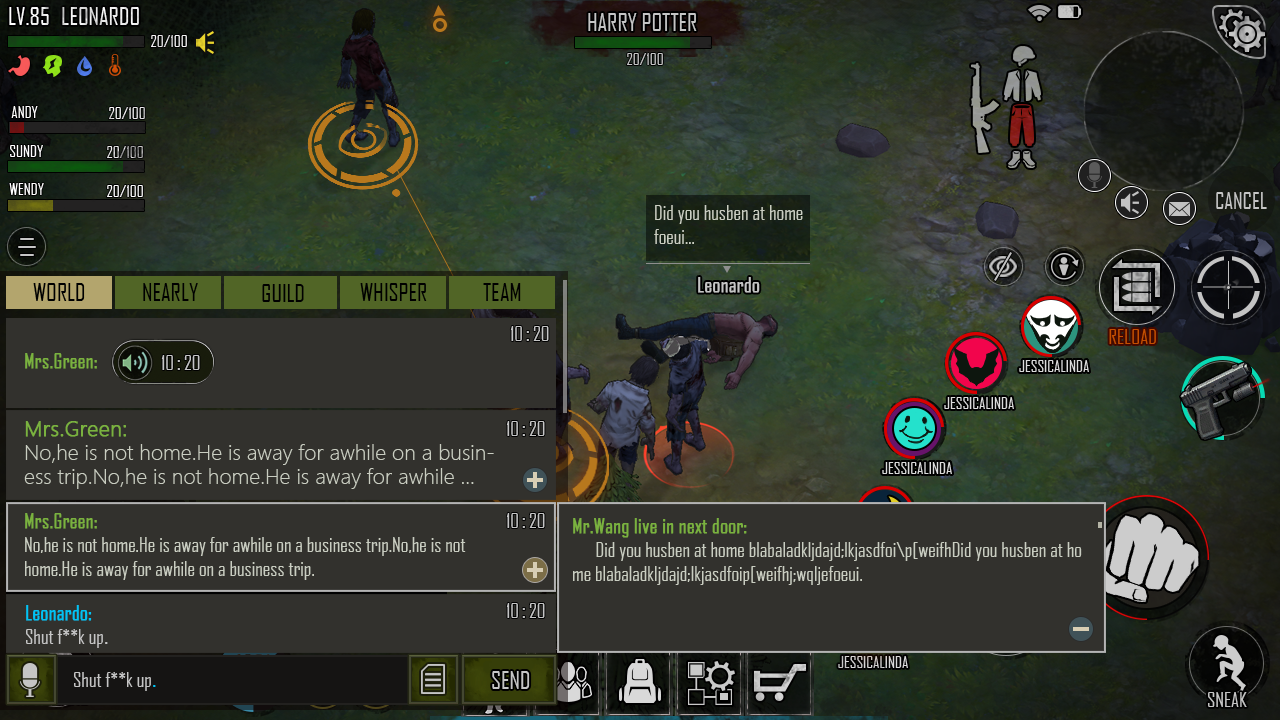 LV.85 LEONARDO
20/100
ANDY 20/100
SUNDY 20/100
WENDY 20/100
HARRY POTTER
20/100
CANCEL
RELOAD
Did you husben at home
foeui...
Leonardo
JESSICALINDA
JESSICALINDA
JESSICALINDA
WORLD NEARLY GUILD WHISPER TEAM
10:20
Mrs.Green: 10:20
Mrs.Green: 10:20
No,he is not home.He is away for awhile on a busin-
ess trip.No,he is not home.He is away for awhile ...
Mrs.Green: 10:20
No,he is not home.He is away for awhile on a business trip.No,he is not
home.He is away for awhile on a business trip.
Leonardo: 10:20
Shut f**k up.
Shut f**k up.
SEND
Mr.Wang live in next door:
Did you husben at home blabaladkljdajd;lkjasdfoi\p[weifhDid you husben at ho
me blabaladkljdajd;lkjasdfoip[weifhj;wqljefoeui.
JESSICALINDA
SNEAK